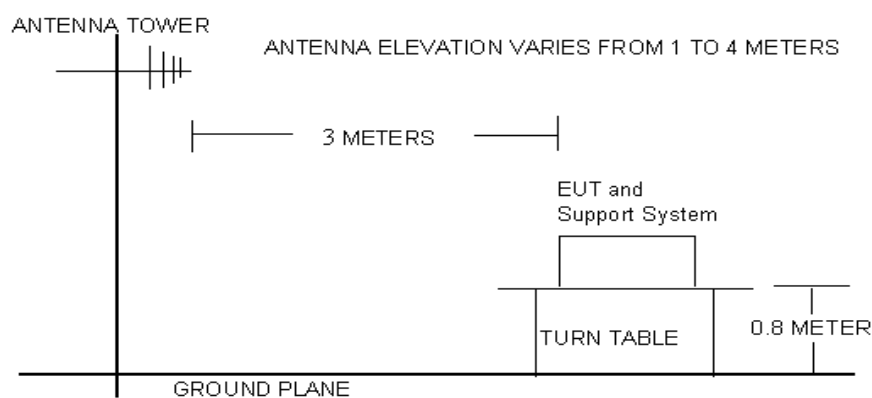 ANTENNA TOWER
ANTENNA ELEVATION VARIES FROM 1 TO 4 METERS
3 METERS
EUT and
Support System
TURN TABLE
0.8 METER
GROUND PLANE